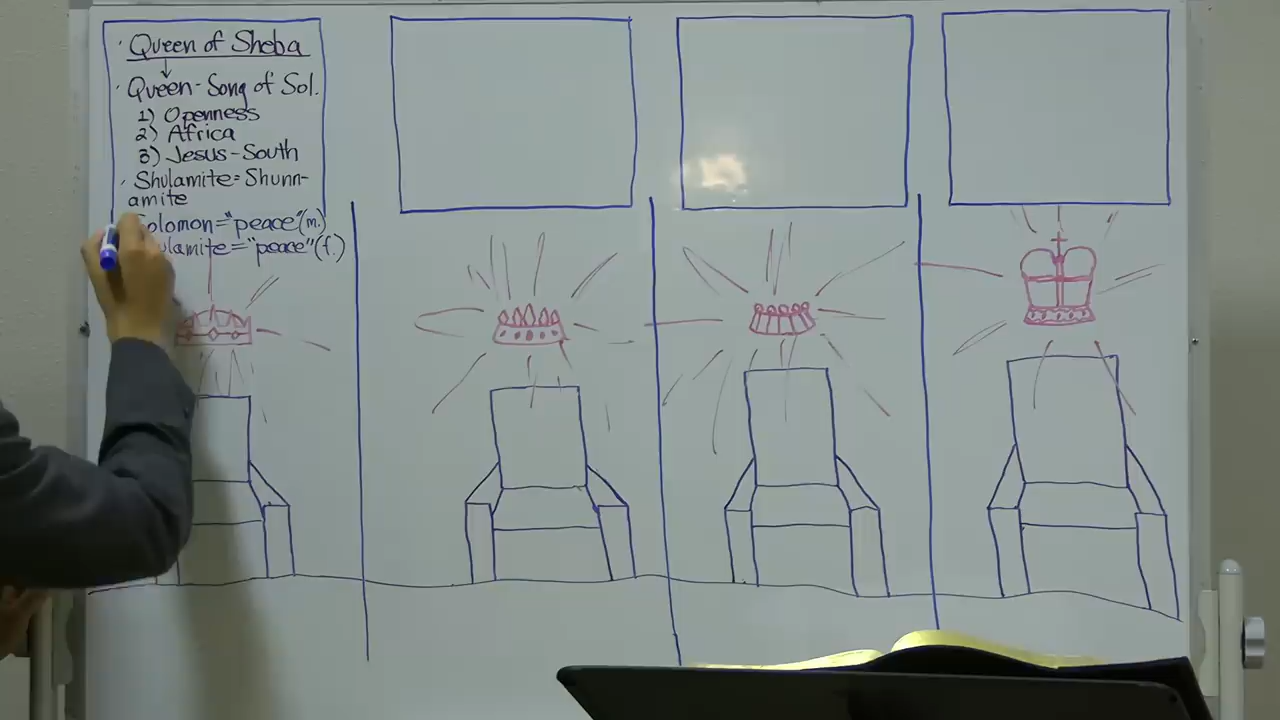 · Queen of Sheba
· Queen-Song of Sol.
1) Openness
2) Africa
3) Jesus-South
· Shulamite=Shunn-
amite
Solomon="peace"(m.)
"peace"(f.)